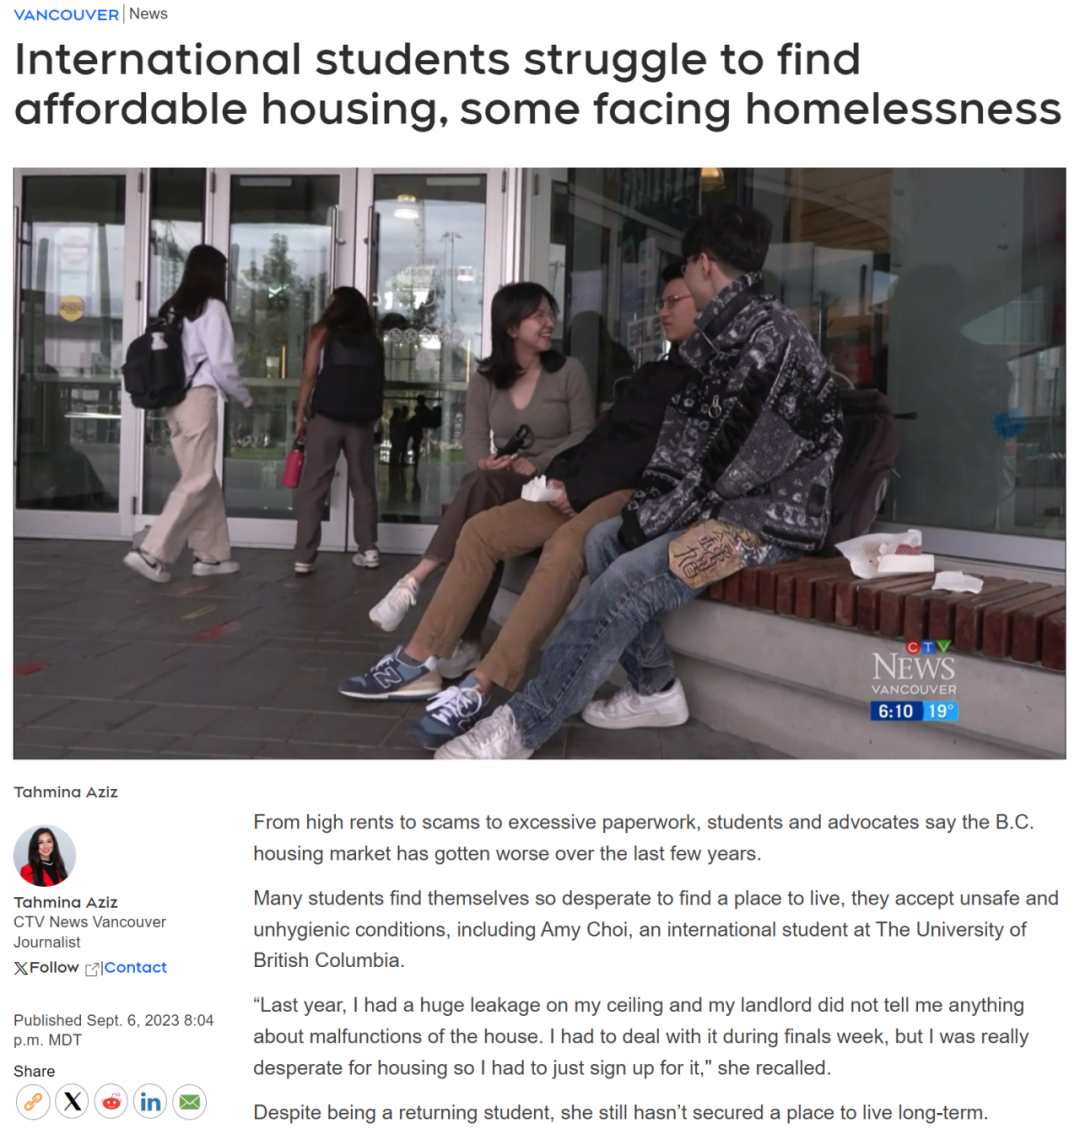 VANCOUVER | News
International students struggle to find
affordable housing, some facing homelessness
CTV
NEWS
VANCOUVER
6:10 19°
Tahmina Aziz
Tahmina Aziz
CTV News Vancouver
Journalist
Follow | Contact
Published Sept. 6, 2023 8:04
p.m. MDT
Share
From high rents to scams to excessive paperwork, students and advocates say the B.C.
housing market has gotten worse over the last few years.
Many students find themselves so desperate to find a place to live, they accept unsafe and
unhygienic conditions, including Amy Choi, an international student at The University of
British Columbia.
“Last year, I had a huge leakage on my ceiling and my landlord did not tell me anything
about malfunctions of the house. I had to deal with it during finals week, but I was really
desperate for housing so I had to just sign up for it," she recalled.
Despite being a returning student, she still hasn’t secured a place to live long-term.